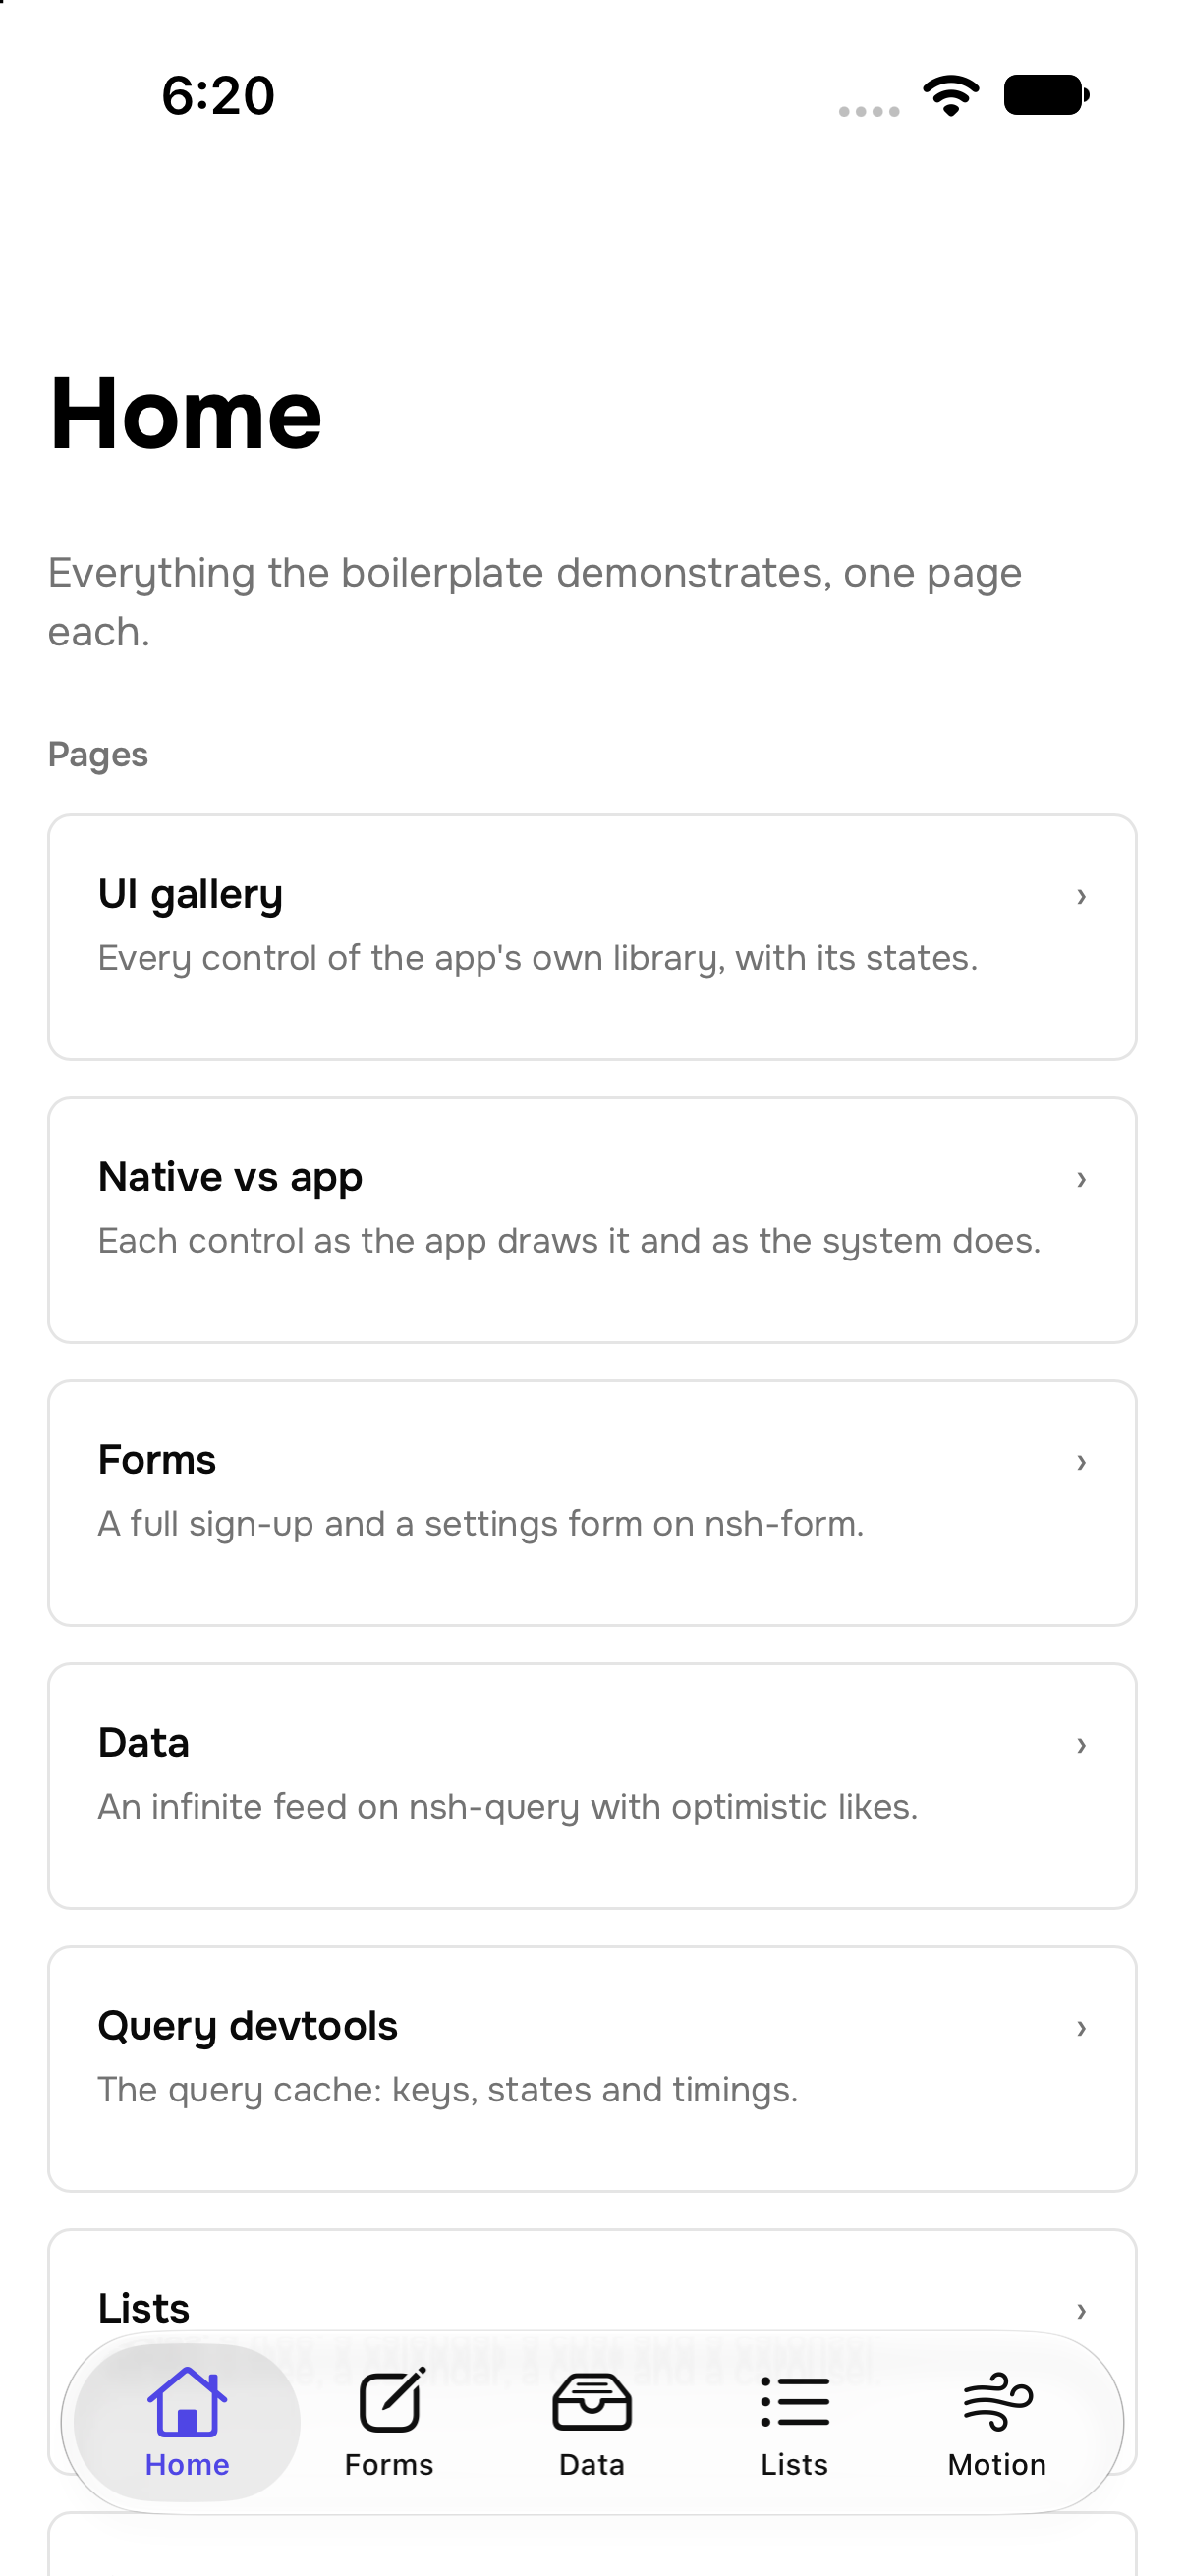 6:20
Home
Everything the boilerplate demonstrates, one page
each.
Pages
UI gallery
Every control of the app's own library, with its states.
Native vs app
Each control as the app draws it and as the system does.
Forms
A full sign-up and a settings form on nsh-form.
Data
An infinite feed on nsh-query with optimistic likes.
Query devtools
The query cache: keys, states and timings.
Lists
Home
Forms
Data
Lists
Motion